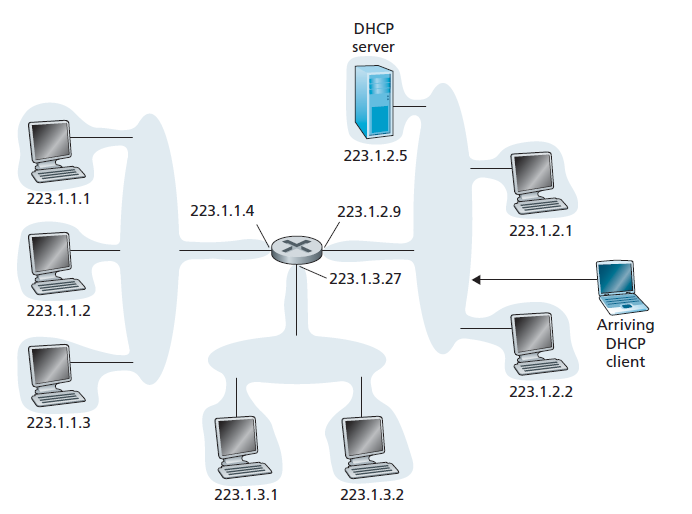 DHCP
server
223.1.2.5
223.1.1.1
223.1.1.4
223.1.2.9
223.1.2.1
223.1.3.27
223.1.1.2
Arriving
DHCP
client
223.1.2.2
223.1.1.3
223.1.3.1
223.1.3.2